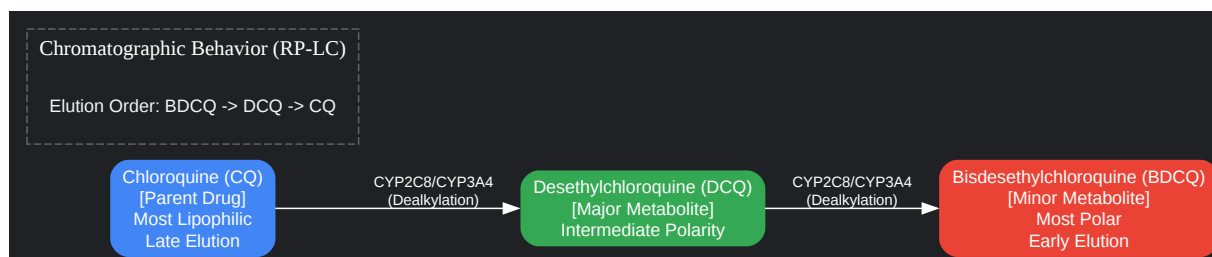 Chromatographic Behavior (RP-LC)
Elution Order: BDCQ -> DCQ -> CQ
Chloroquine (CQ)
[Parent Drug]
Most Lipophilic
Late Elution
CYP2C8/CYP3A4
(Dealkylation)
Desethylchloroquine (DCQ)
[Major Metabolite]
Intermediate Polarity
CYP2C8/CYP3A4
(Dealkylation)
Bisdesethylchloroquine (BDCQ)
[Minor Metabolite]
Most Polar
Early Elution